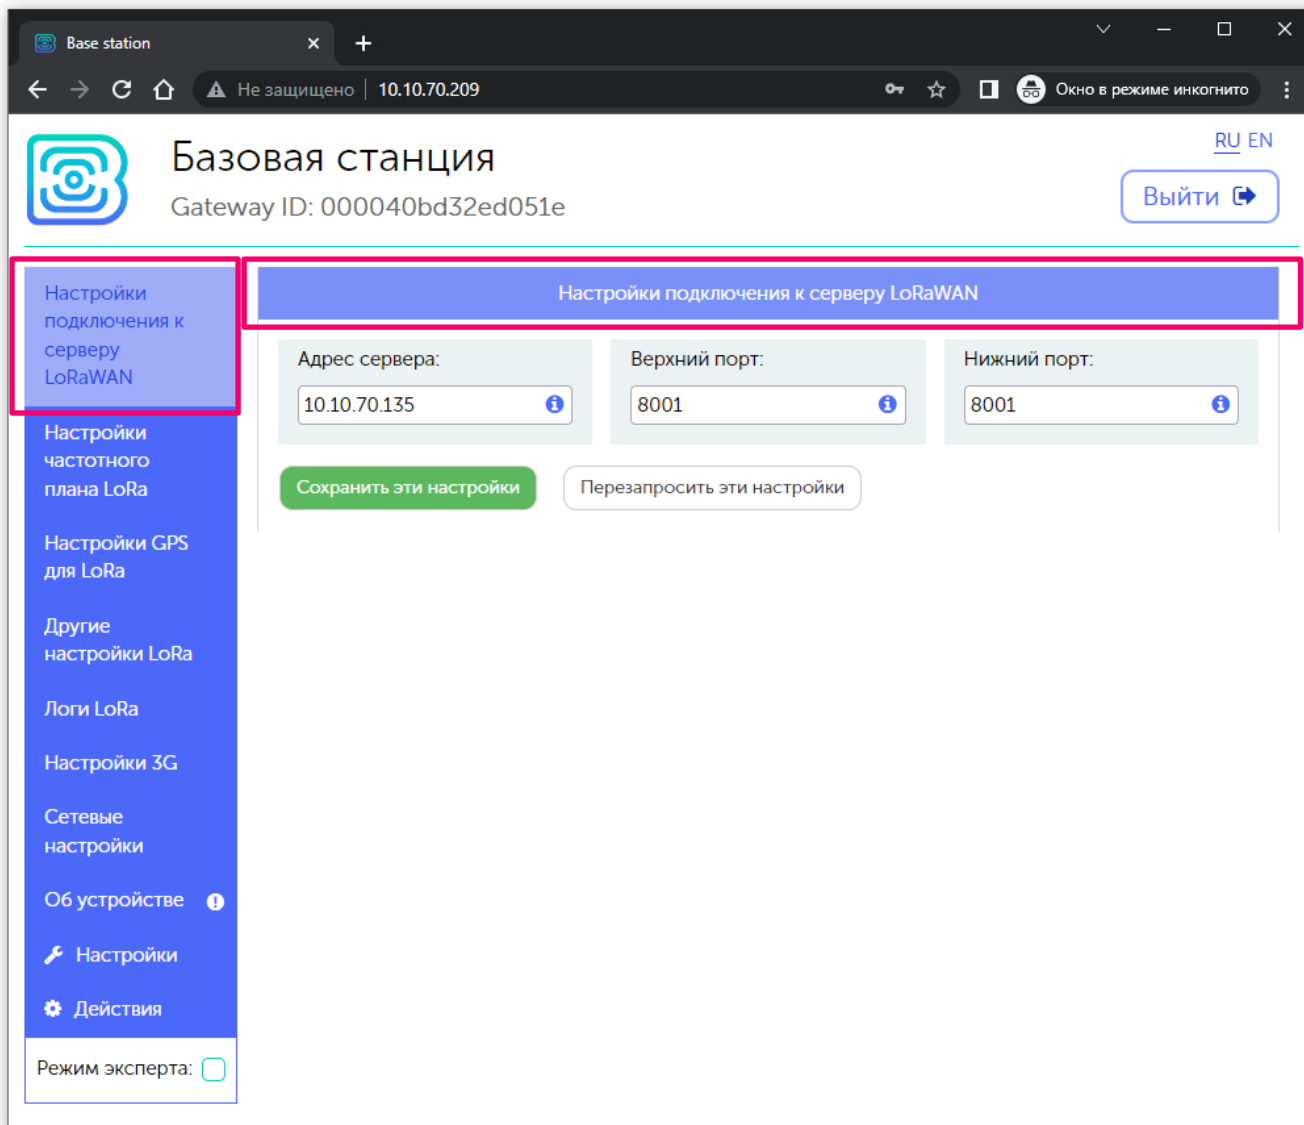 Base station
Не защищено | 10.10.70.209
Окно в режиме инкогнито
Базовая станция
Gateway ID: 000040bd32ed051e
RU EN
Выйти
Настройки
подключения к
серверу
LoRaWAN
Настройки
частотного
плана LoRa
Настройки GPS
для LoRa
Другие
настройки LoRa
Логи LoRa
Настройки 3G
Сетевые
настройки
Об устройстве
Настройки
Действия
Режим эксперта:
Настройки подключения к серверу LoRaWAN
Адрес сервера: Верхний порт: Нижний порт:
10.10.70.135 8001 8001
Сохранить эти настройки Перезапросить эти настройки